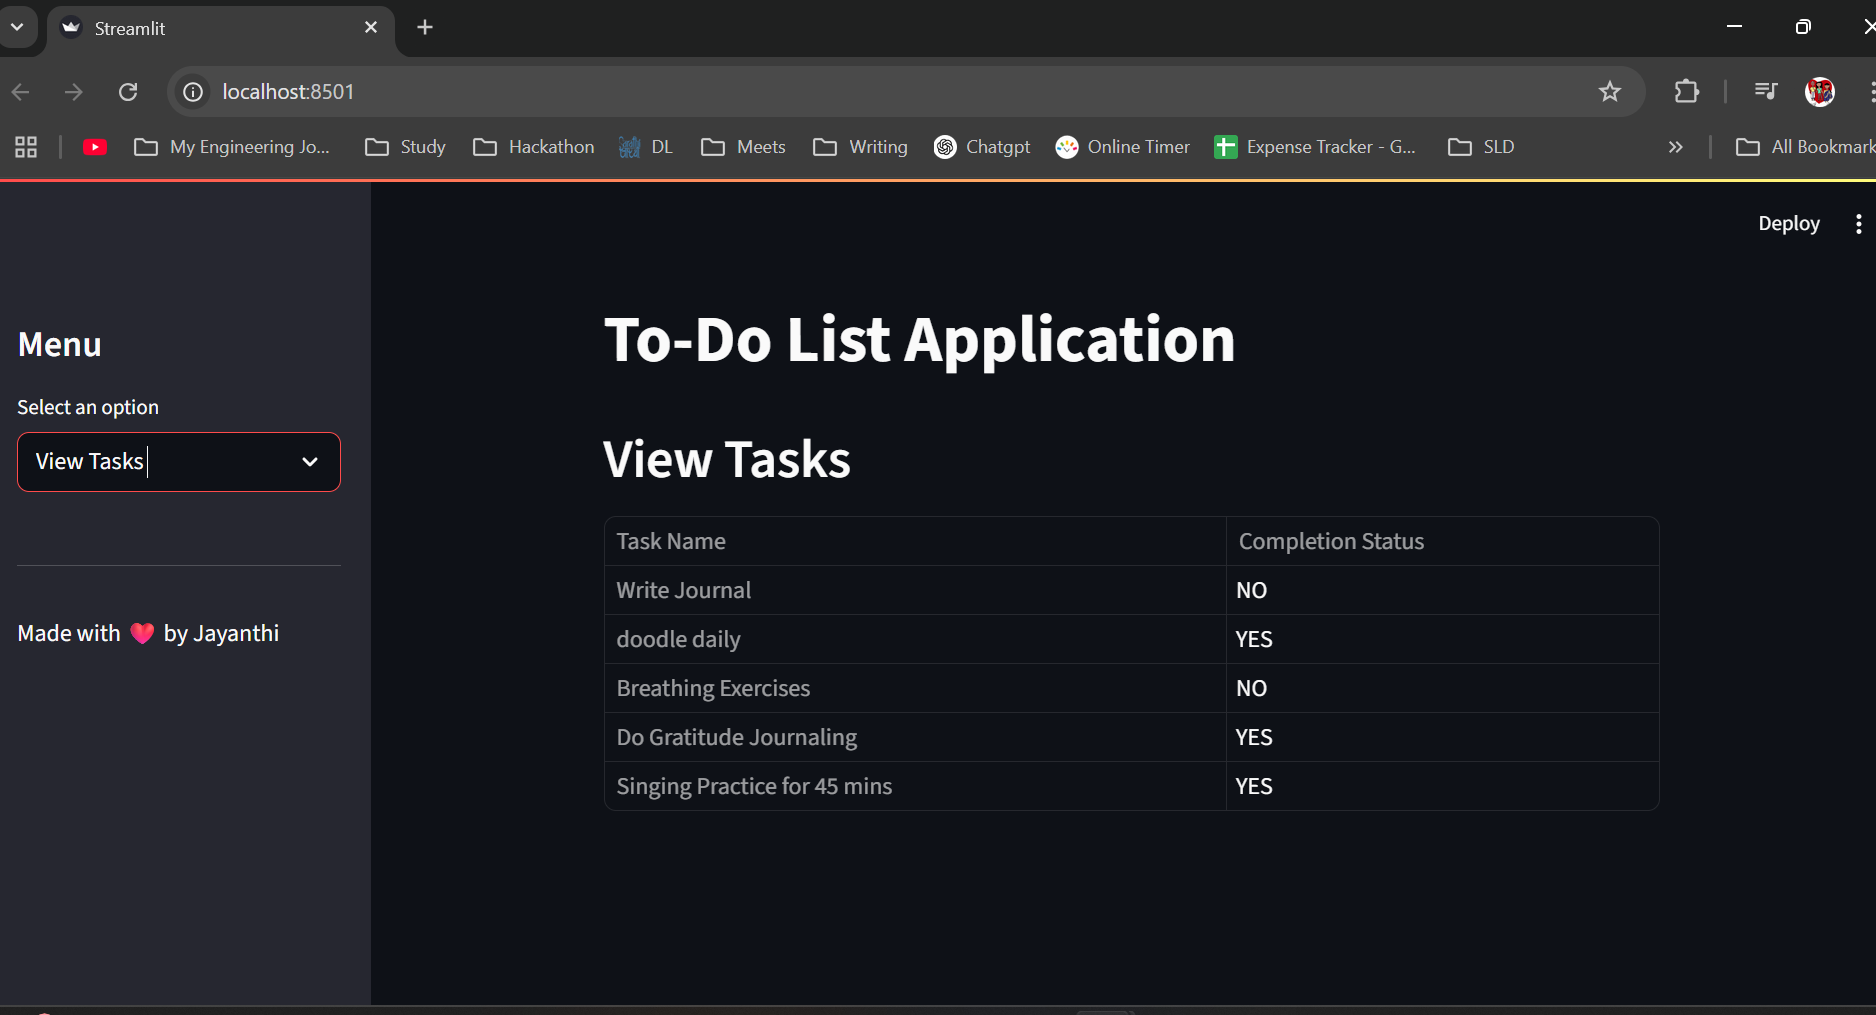 Streamlit
localhost:8501
My Engineering Jo... Study Hackathon DL Meets Writing Chatgpt Online Timer Expense Tracker - G... SLD All Bookmark
Deploy
Menu
Select an option
View Tasks
Made with ❤️ by Jayanthi
To-Do List Application
View Tasks
Task Name Completion Status
Write Journal NO
doodle daily YES
Breathing Exercises NO
Do Gratitude Journaling YES
Singing Practice for 45 mins YES